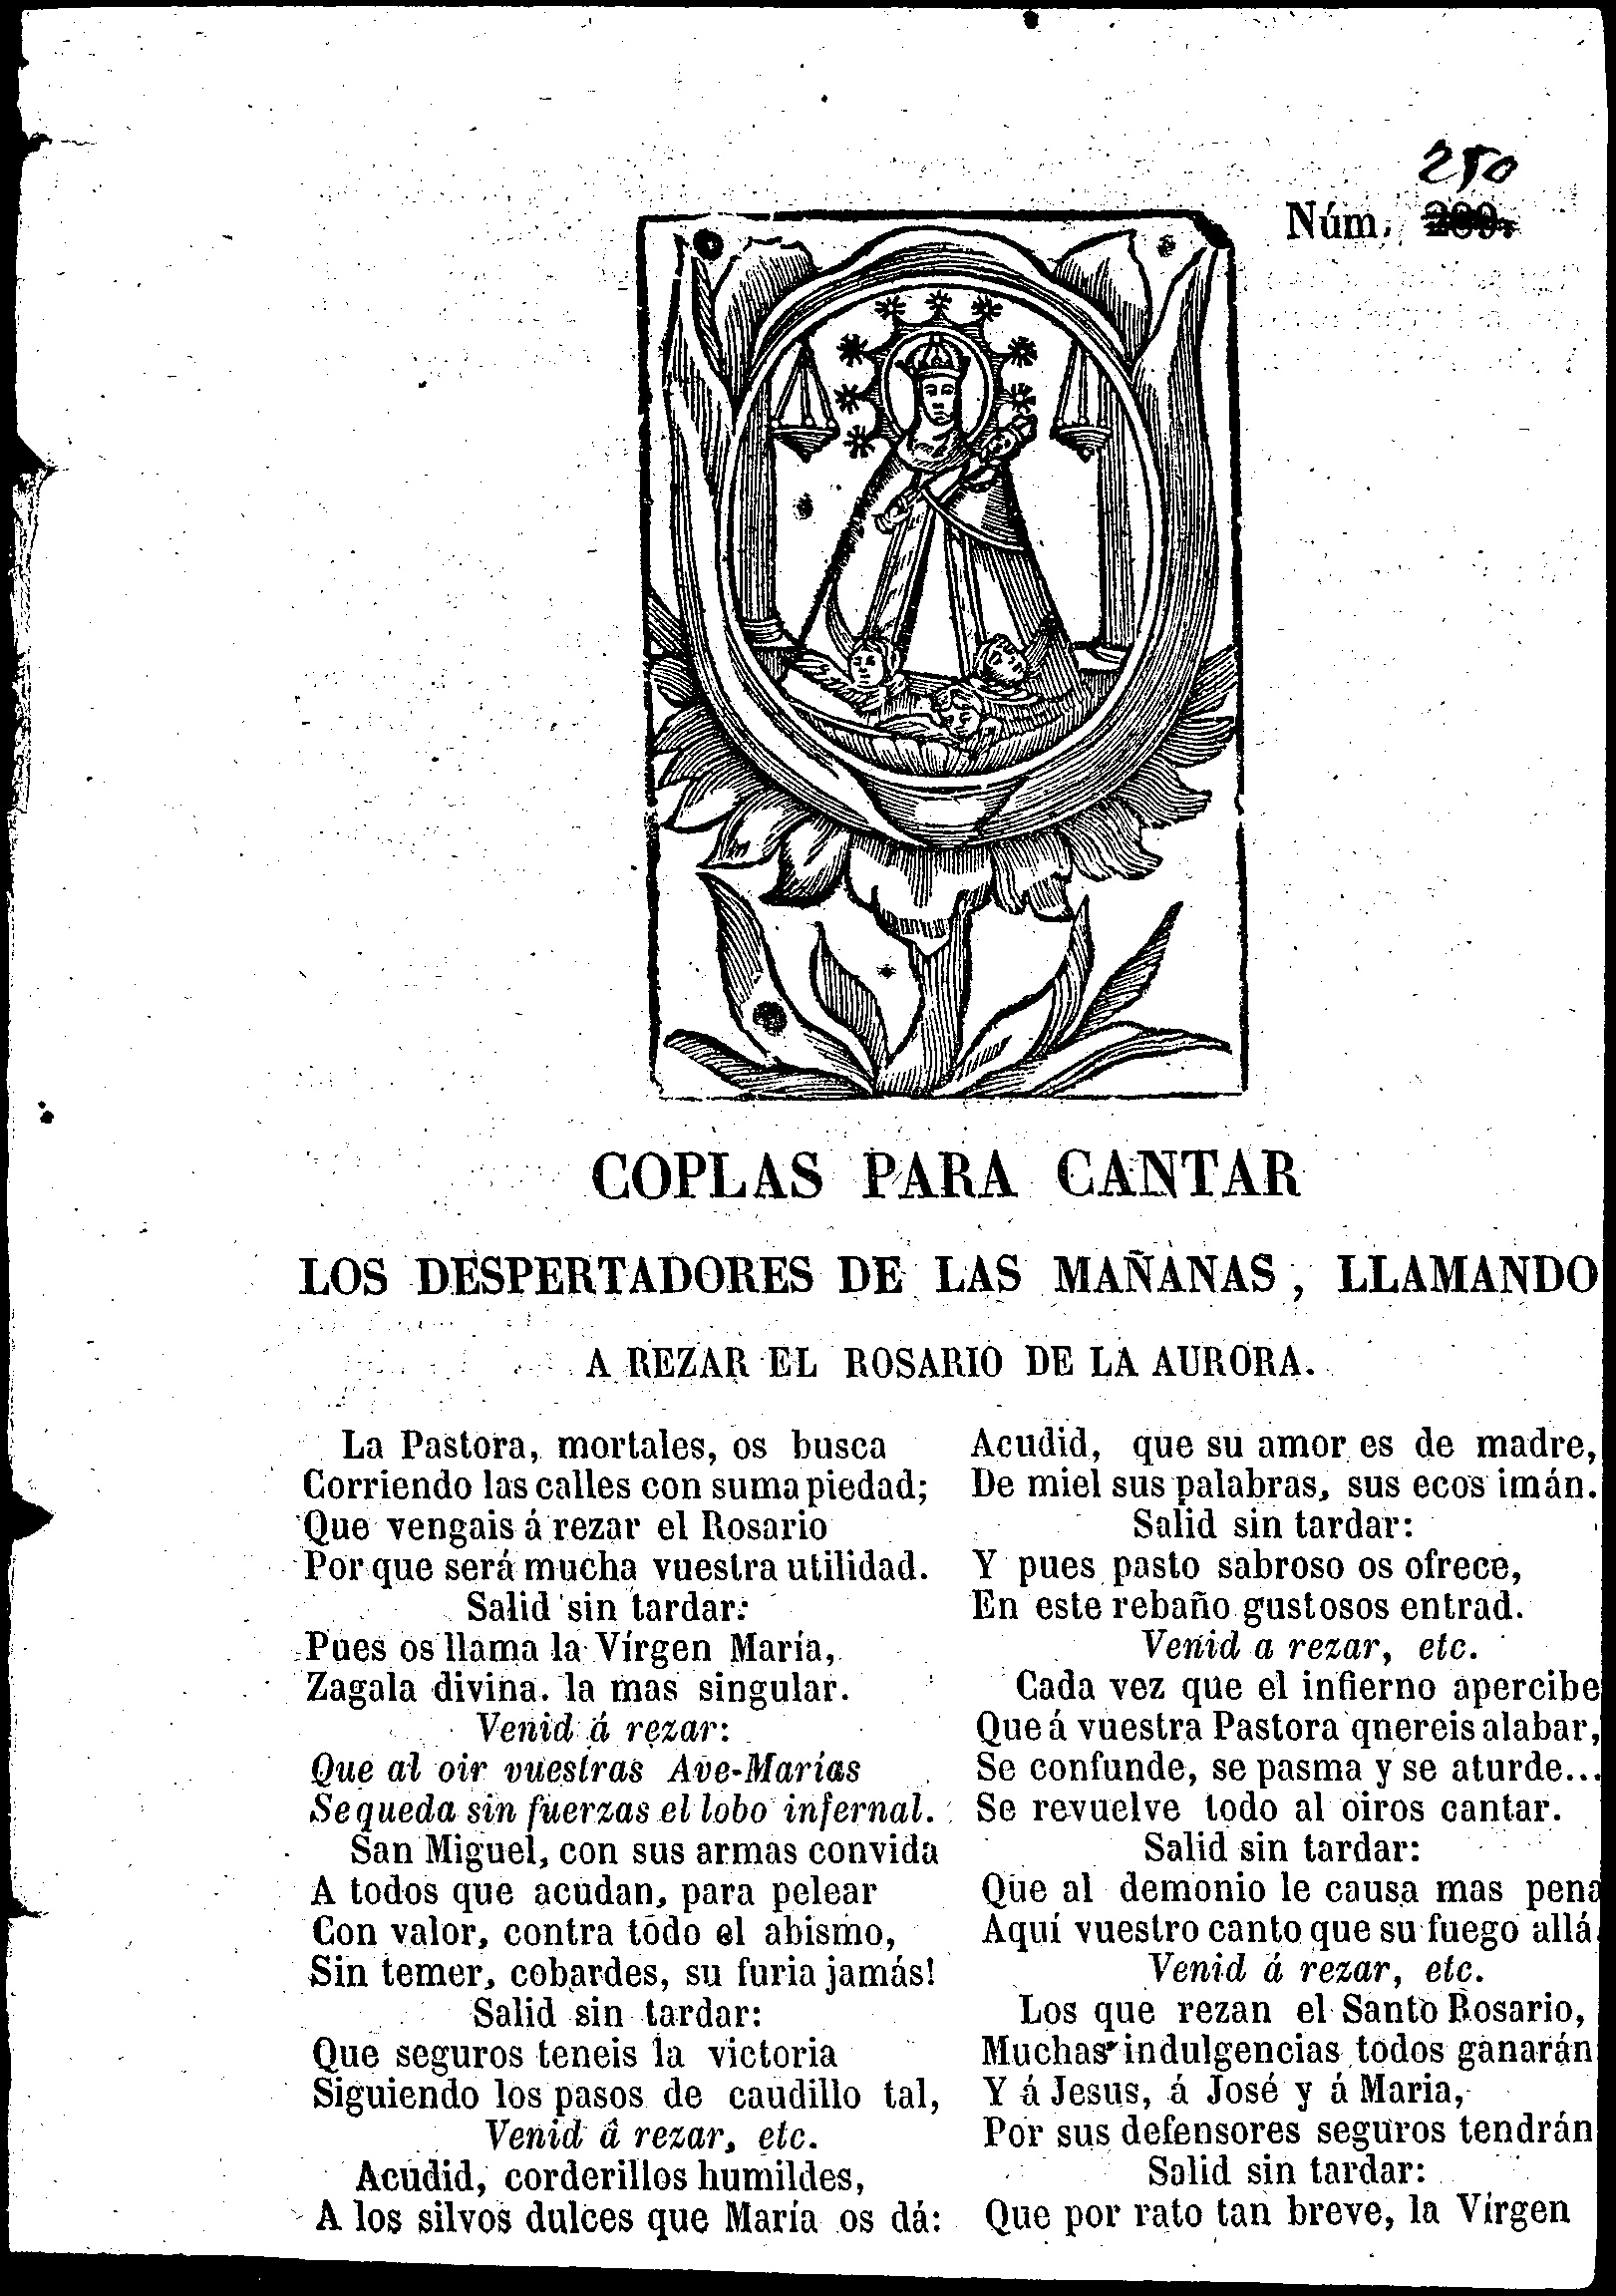 250
Núm. 289.
COPLAS PARA CANTAR
LOS DESPERTADORES DE LAS MAÑANAS, LLAMANDO
A REZAR EL ROSARIO DE LA AURORA.
La Pastora, mortales, os busca
Corriendo las calles con suma piedad;
Que vengais á rezar el Rosario
Por que será mucha vuestra utilidad.
Salid sin tardar:
Pues os llama la Vírgen María,
Zagala divina. la mas singular.
Venid á rezar:
Que al oir vuestras Ave-Marías
Se queda sin fuerzas el lobo infernal.
San Miguel, con sus armas convida
A todos que acudan, para pelear
Con valor, contra todo el abismo,
Sin temer, cobardes, su furia jamás!
Salid sin tardar:
Que seguros teneis la victoria
Siguiendo los pasos de caudillo tal,
Venid â rezar, etc.
Acudid, corderillos humildes,
A los silvos dulces que María os dá:
Acudid, que su amor es de madre,
De miel sus palabras, sus ecos imán.
Salid sin tardar:
Y pues pasto sabroso os ofrece,
En este rebaño gustosos entrad.
Venid a rezar, etc.
Cada vez que el infierno apercibe
Que á vuestra Pastora qnereis alabar,
Se confunde, se pasma y se aturde...
Se revuelve todo al oiros cantar.
Salid sin tardar:
Que al demonio le causa mas pena
Aquí vuestro canto que su fuego allá.
Venid á rezar, etc.
Los que rezan el Santo Rosario,
Muchas indulgencias todos ganarán
Y á Jesus, á José y á Maria,
Por sus defensores seguros tendrán
Salid sin tardar:
Que por rato tan breve, la Vírgen